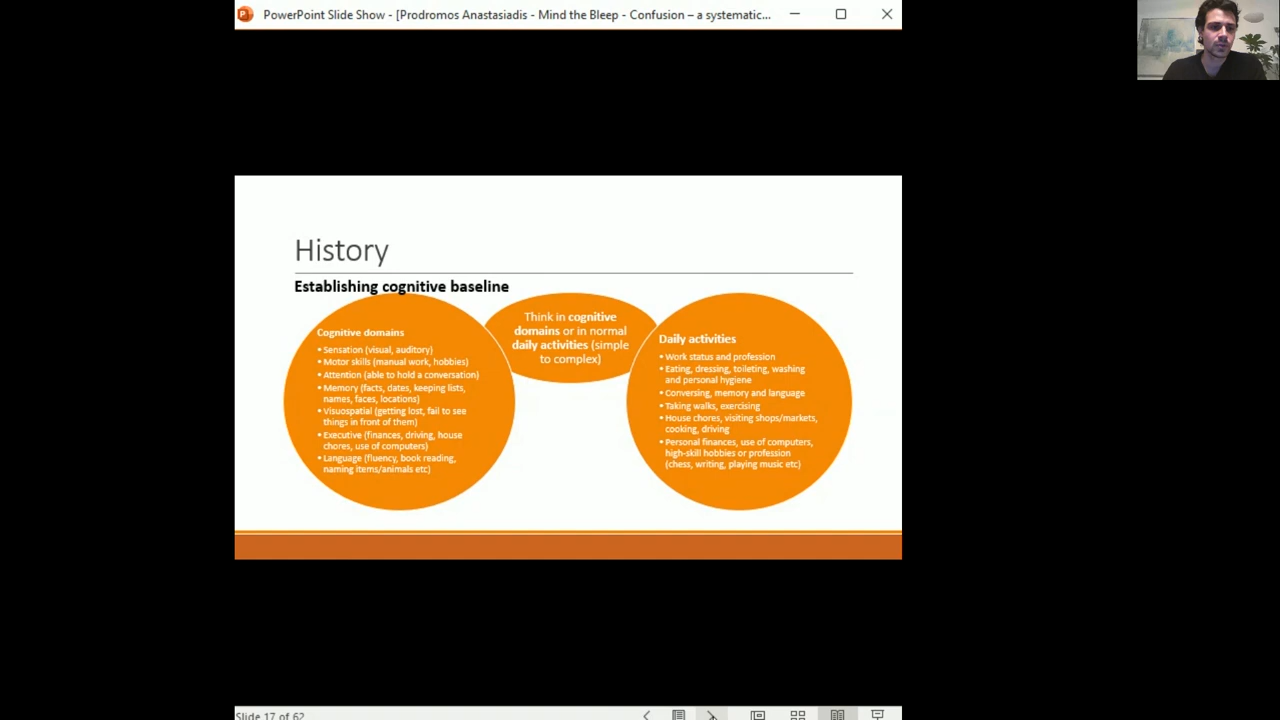 PowerPoint Slide Show - [Prodromos Anastasiadis - Mind the Bleep - Confusion – a systematic...
History
Establishing cognitive baseline
Cognitive domains
▪ Sensation (visual, auditory)
▪ Motor skills (manual work, hobbies)
▪ Attention (able to hold a conversation)
▪ Memory (facts, dates, keeping lists,
names, faces, locations)
▪ Visuospatial (getting lost, fail to see
things in front of them)
▪ Executive (finances, driving, house
chores, use of computers)
▪ Language (fluency, book reading,
naming items/animals etc)
Think in cognitive
domains or in normal
daily activities (simple
to complex)
Daily activities
▪ Work status and profession
▪ Eating, dressing, toileting, washing
and personal hygiene
▪ Conversing, memory and language
▪ Taking walks, exercising
▪ House chores, visiting shops/markets,
cooking, driving
▪ Personal finances, use of computers,
high-skill hobbies or profession
(chess, writing, playing music etc)
Slide 17 of 62